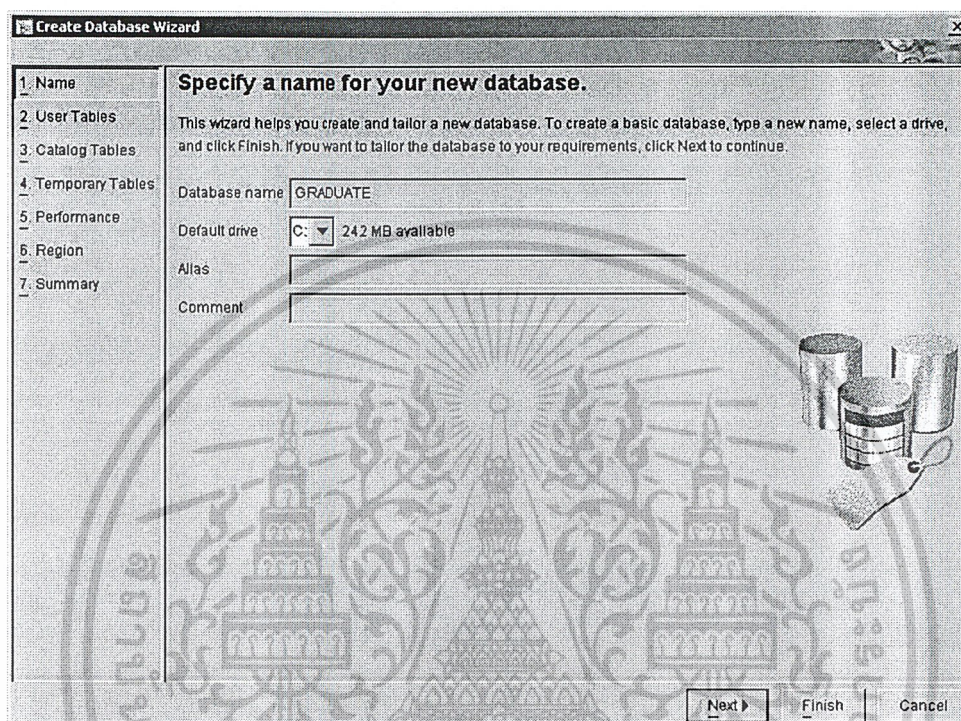 Create Database Wizard
1. Name
2. User Tables
3. Catalog Tables
4. Temporary Tables
5. Performance
6. Region
7. Summary
Specify a name for your new database.
This wizard helps you create and tailor a new database. To create a basic database, type a new name, select a drive,
and click Finish. If you want to tailor the database to your requirements, click Next to continue.
Database name GRADUATE
Default drive C: 242 MB available
Alias
Comment
Next
Finish
Cancel